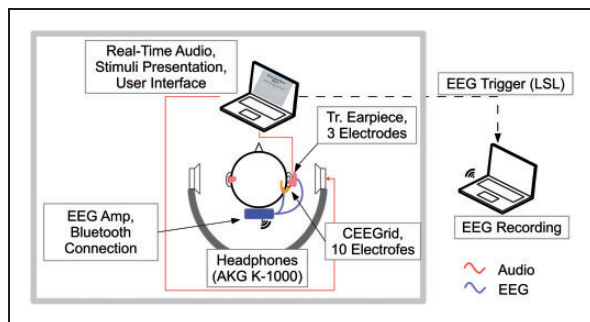 Real-Time Audio,
Stimuli Presentation,
User Interface
EEG Trigger (LSL)
Tr. Earpiece,
3 Electrodes
EEG Amp,
Bluetooth
Connection
CEEGrid,
10 Electrofes
EEG Recording
Headphones
(AKG K-1000)
Audio
EEG